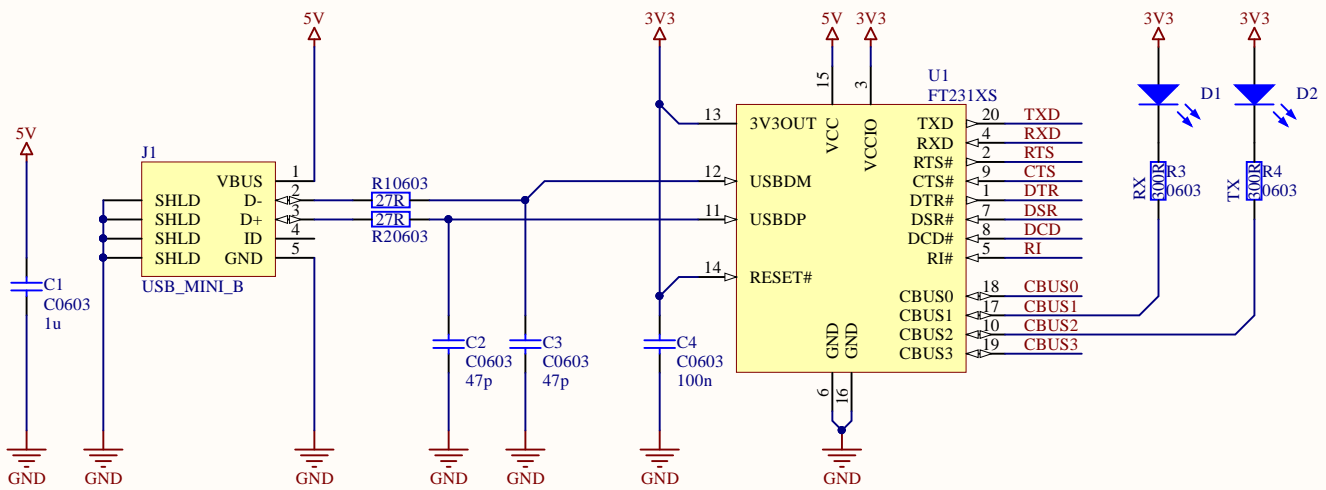 5V
3V3
5V
3V3
3V3
3V3
5V
J1
USB_MINI_B
VBUS 1
D- 2
D+ 3
ID 4
GND 5
SHLD
SHLD
SHLD
SHLD
R10603
27R
27R
R20603
C1
C0603
1u
C2
C0603
47p
C3
C0603
47p
C4
C0603
100n
U1
FT231XS
15
VCC
3
VCCIO
13 3V3OUT
12 USBDM
11 USBDP
14 RESET#
TXD 20 TXD
RXD 4 RXD
RTS# 2 RTS
CTS# 9 CTS
DTR# 1 DTR
DSR# 7 DSR
DCD# 8 DCD
RI# 5 RI
CBUS0 18 CBUS0
CBUS1 17 CBUS1
CBUS2 10 CBUS2
CBUS3 19 CBUS3
GND
GND
6
16
D1
D2
RX
300R
R3
0603
TX
300R
R4
0603
GND
GND
GND
GND
GND
GND
GND